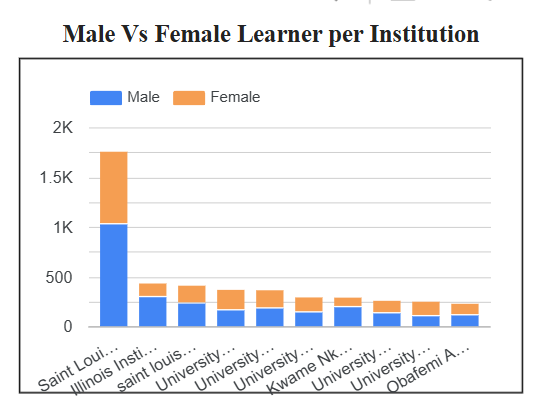 Male Vs Female Learner per Institution
Male Female
2K
1.5K
1K
500
0
Saint Loui...
Illinois Insti...
saint louis...
University...
University...
University...
Kwame Nk...
University...
University...
Obafemi A...